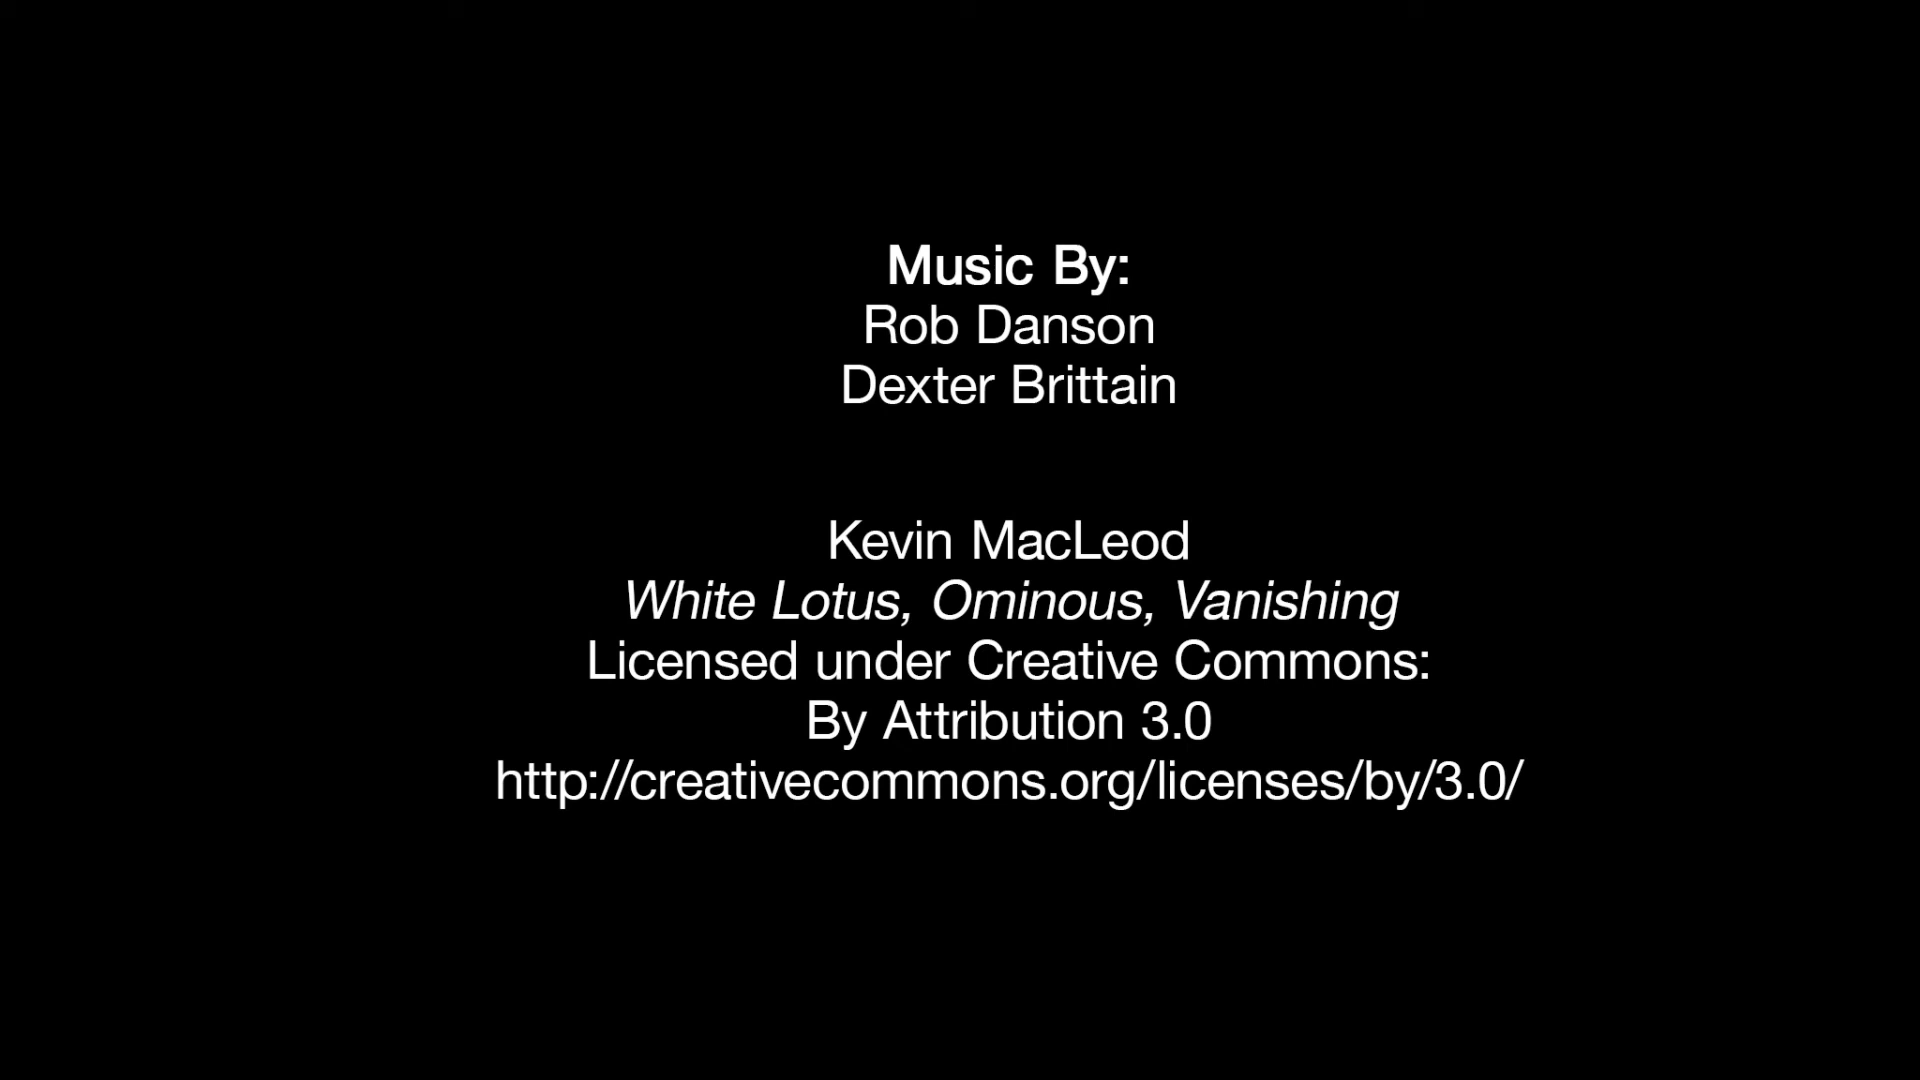 Music By:
Rob Danson
Dexter Brittain
Kevin MacLeod
White Lotus, Ominous, Vanishing
Licensed under Creative Commons:
By Attribution 3.0
http://creativecommons.org/licenses/by/3.0/